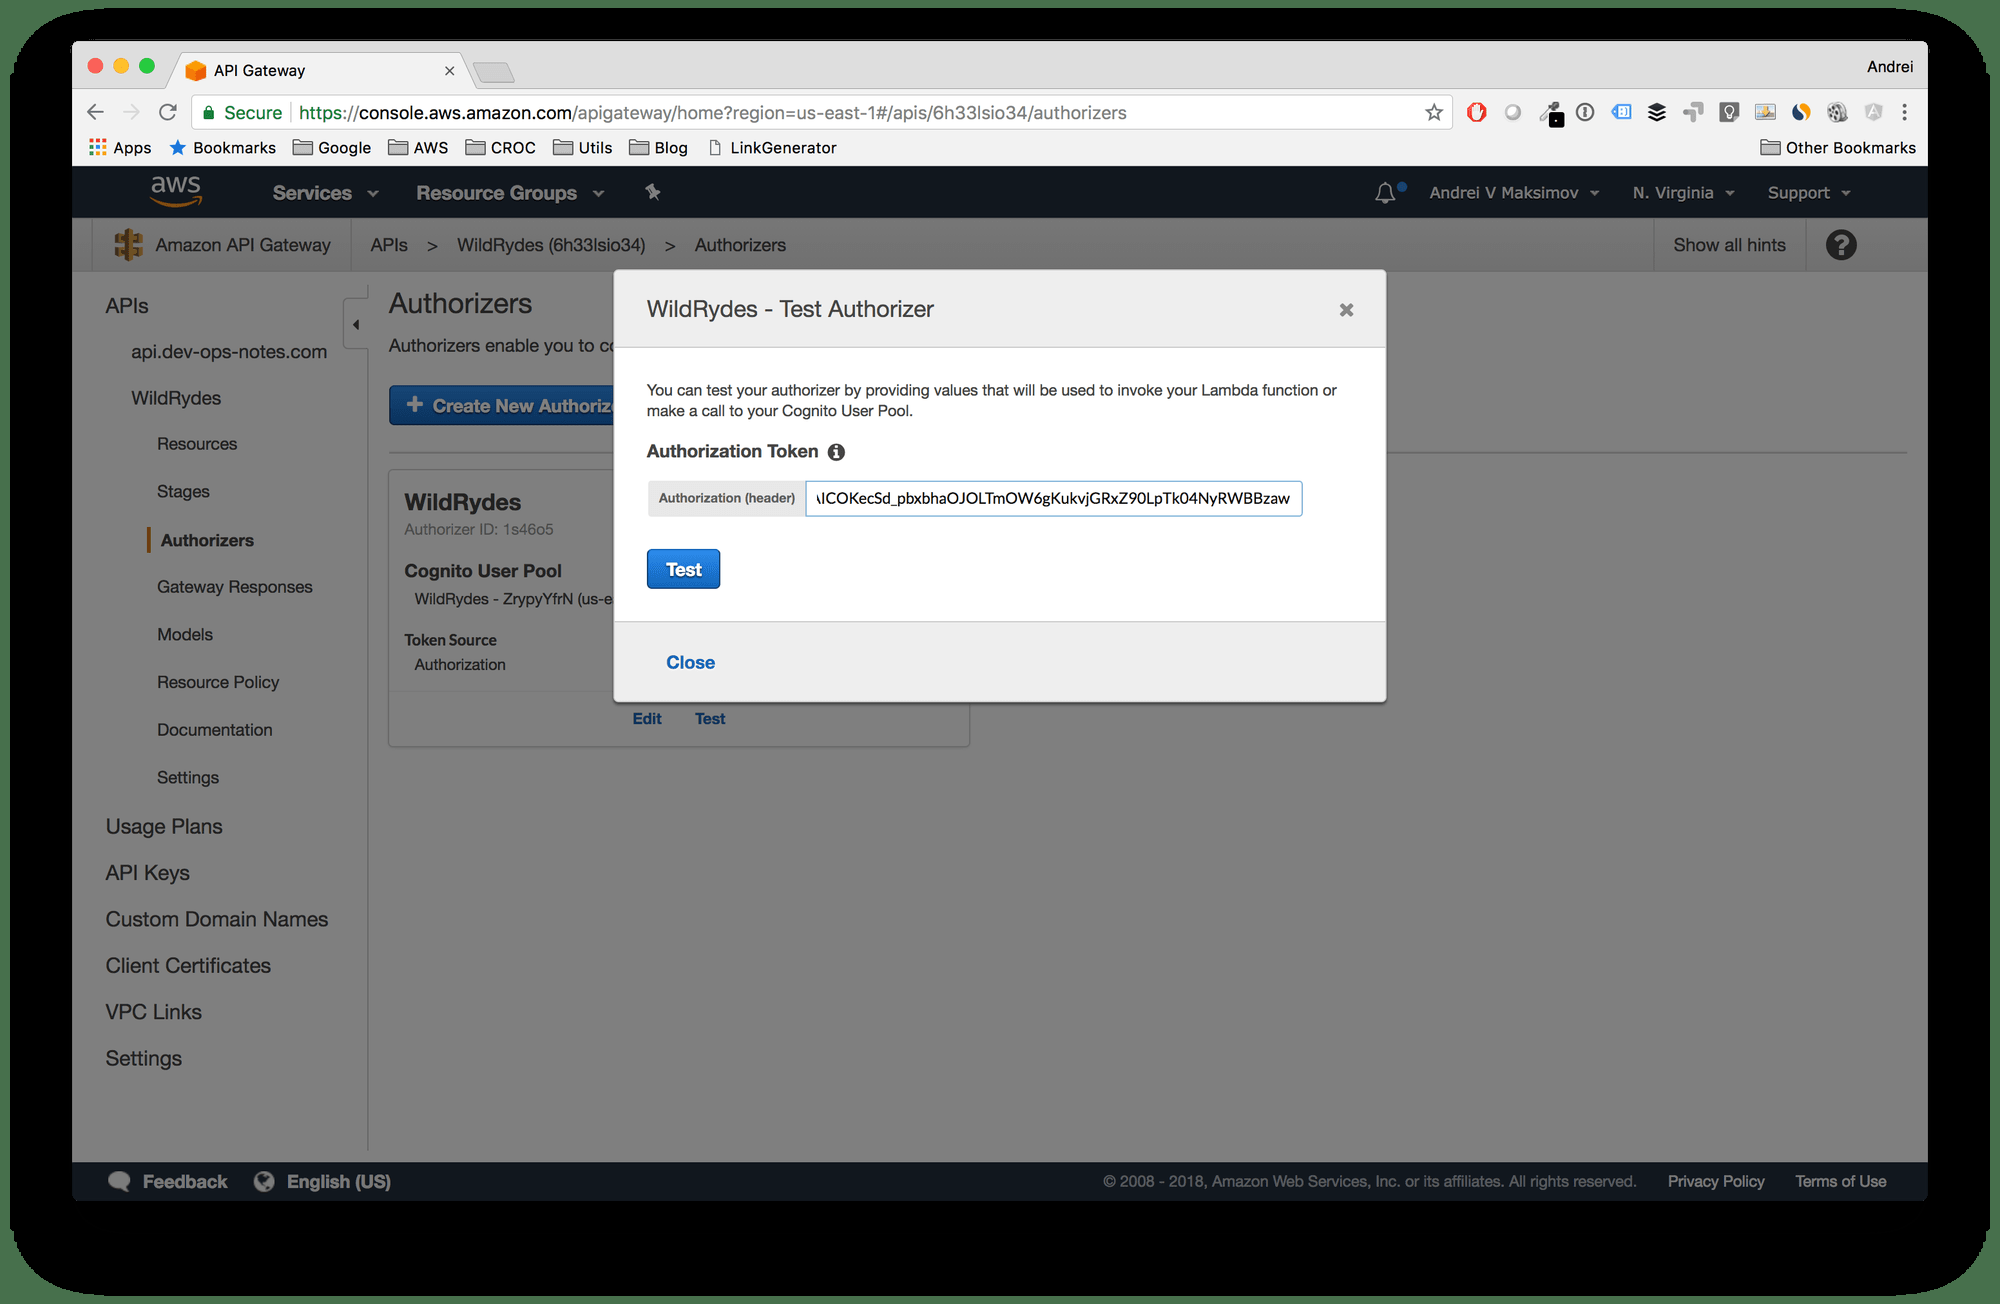 API Gateway
Andrei
Secure https://console.aws.amazon.com/apigateway/home?region=us-east-1#/apis/6h33lsio34/authorizers
Apps Bookmarks Google AWS CROC Utils Blog LinkGenerator Other Bookmarks
aws Services Resource Groups Andrei V Maksimov N. Virginia Support
Amazon API Gateway APIs > WildRydes (6h33lsio34) > Authorizers Show all hints ?
APIs
api.dev-ops-notes.com
WildRydes
Resources
Stages
Authorizers
Gateway Responses
Models
Resource Policy
Documentation
Settings
Usage Plans
API Keys
Custom Domain Names
Client Certificates
VPC Links
Settings
Authorizers
Authorizers enable you to
+ Create New
WildRydes
Authorizer ID: 1s46o5
Cognito User Pool
WildRydes - ZrypyYfrN
Token Source
Authorization
Edit Test
WildRydes - Test Authorizer
You can test your authorizer by providing values that will be used to invoke your Lambda function or
make a call to your Cognito User Pool.
Authorization Token
Authorization (header) ICOKecSd_pbxbhaOJOLTmOW6gKukvjGRxZ90LpTk04NyRWBBzaw
Test
Close
Feedback English (US) © 2008 - 2018, Amazon Web Services, Inc. or its affiliates. All rights reserved. Privacy Policy Terms of Use